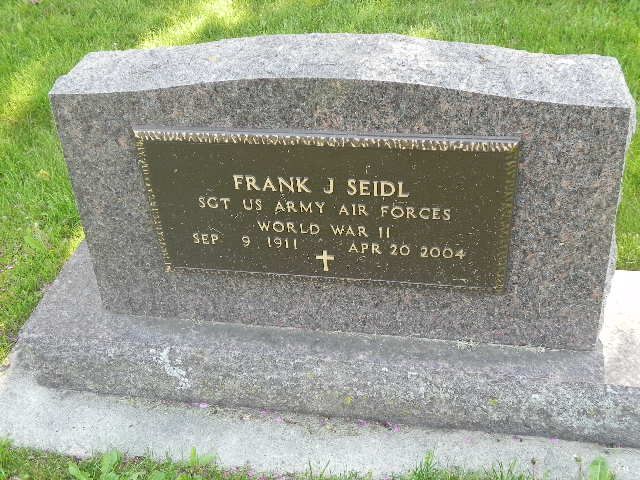 FRANK J SEIDL
SGT US ARMY AIR FORCES
WORLD WAR II
SEP 9 1911 APR 20 2004